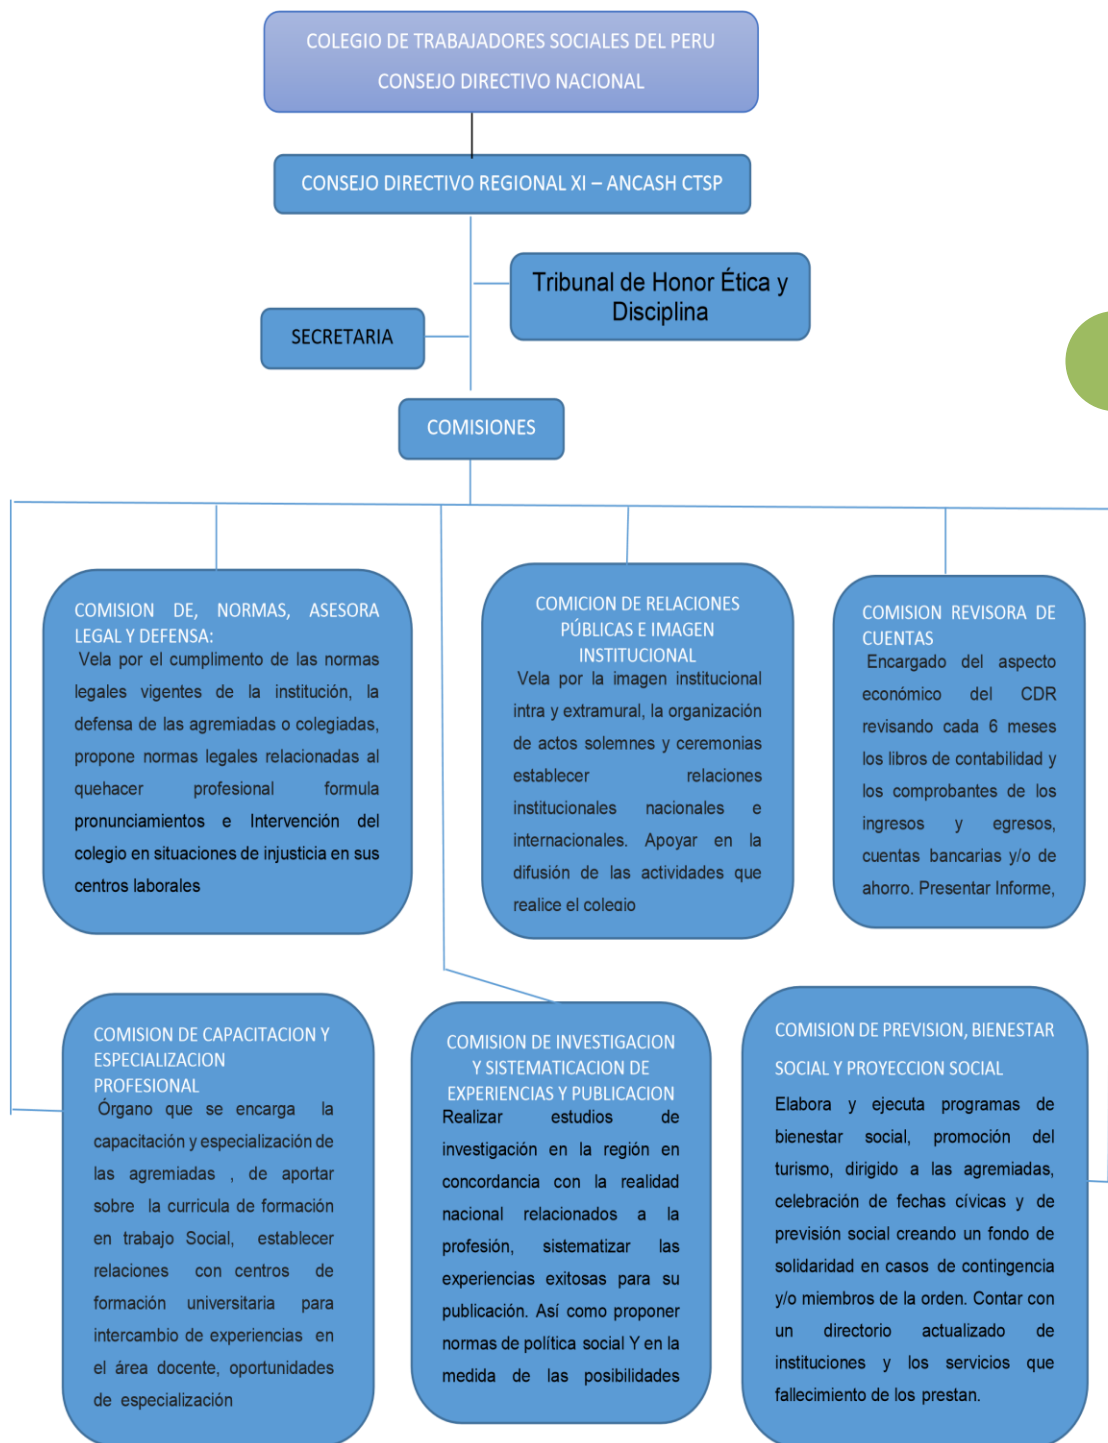 COLEGIO DE TRABAJADORES SOCIALES DEL PERU
CONSEJO DIRECTIVO NACIONAL
CONSEJO DIRECTIVO REGIONAL XI – ANCASH CTSP
Tribunal de Honor Ética y
Disciplina
SECRETARIA
COMISIONES
COMISION DE, NORMAS, ASESORA
LEGAL Y DEFENSA:
Vela por el cumplimento de las normas
legales vigentes de la institución, la
defensa de las agremiadas o colegiadas,
propone normas legales relacionadas al
quehacer profesional formula
pronunciamientos e Intervención del
colegio en situaciones de injusticia en sus
centros laborales
COMICION DE RELACIONES
PÚBLICAS E IMAGEN
INSTITUCIONAL
Vela por la imagen institucional
intra y extramural, la organización
de actos solemnes y ceremonias
establecer relaciones
institucionales nacionales e
internacionales. Apoyar en la
difusión de las actividades que
realice el colegio
COMISION REVISORA DE
CUENTAS
Encargado del aspecto
económico del CDR
revisando cada 6 meses
los libros de contabilidad y
los comprobantes de los
ingresos y egresos,
cuentas bancarias y/o de
ahorro. Presentar Informe,
COMISION DE CAPACITACION Y
ESPECIALIZACION
PROFESIONAL
Órgano que se encarga la
capacitación y especialización de
las agremiadas , de aportar
sobre la curricula de formación
en trabajo Social, establecer
relaciones con centros de
formación universitaria para
intercambio de experiencias en
el área docente, oportunidades
de especialización
COMISION DE INVESTIGACION
Y SISTEMATICACION DE
EXPERIENCIAS Y PUBLICACION
Realizar estudios de
investigación en la región en
concordancia con la realidad
nacional relacionados a la
profesión, sistematizar las
experiencias exitosas para su
publicación. Así como proponer
normas de política social Y en la
medida de las posibilidades
COMISION DE PREVISION, BIENESTAR
SOCIAL Y PROYECCION SOCIAL
Elabora y ejecuta programas de
bienestar social, promoción del
turismo, dirigido a las agremiadas,
celebración de fechas cívicas y de
previsión social creando un fondo de
solidaridad en casos de contingencia
y/o miembros de la orden. Contar con
un directorio actualizado de
instituciones y los servicios que
fallecimiento de los prestan.